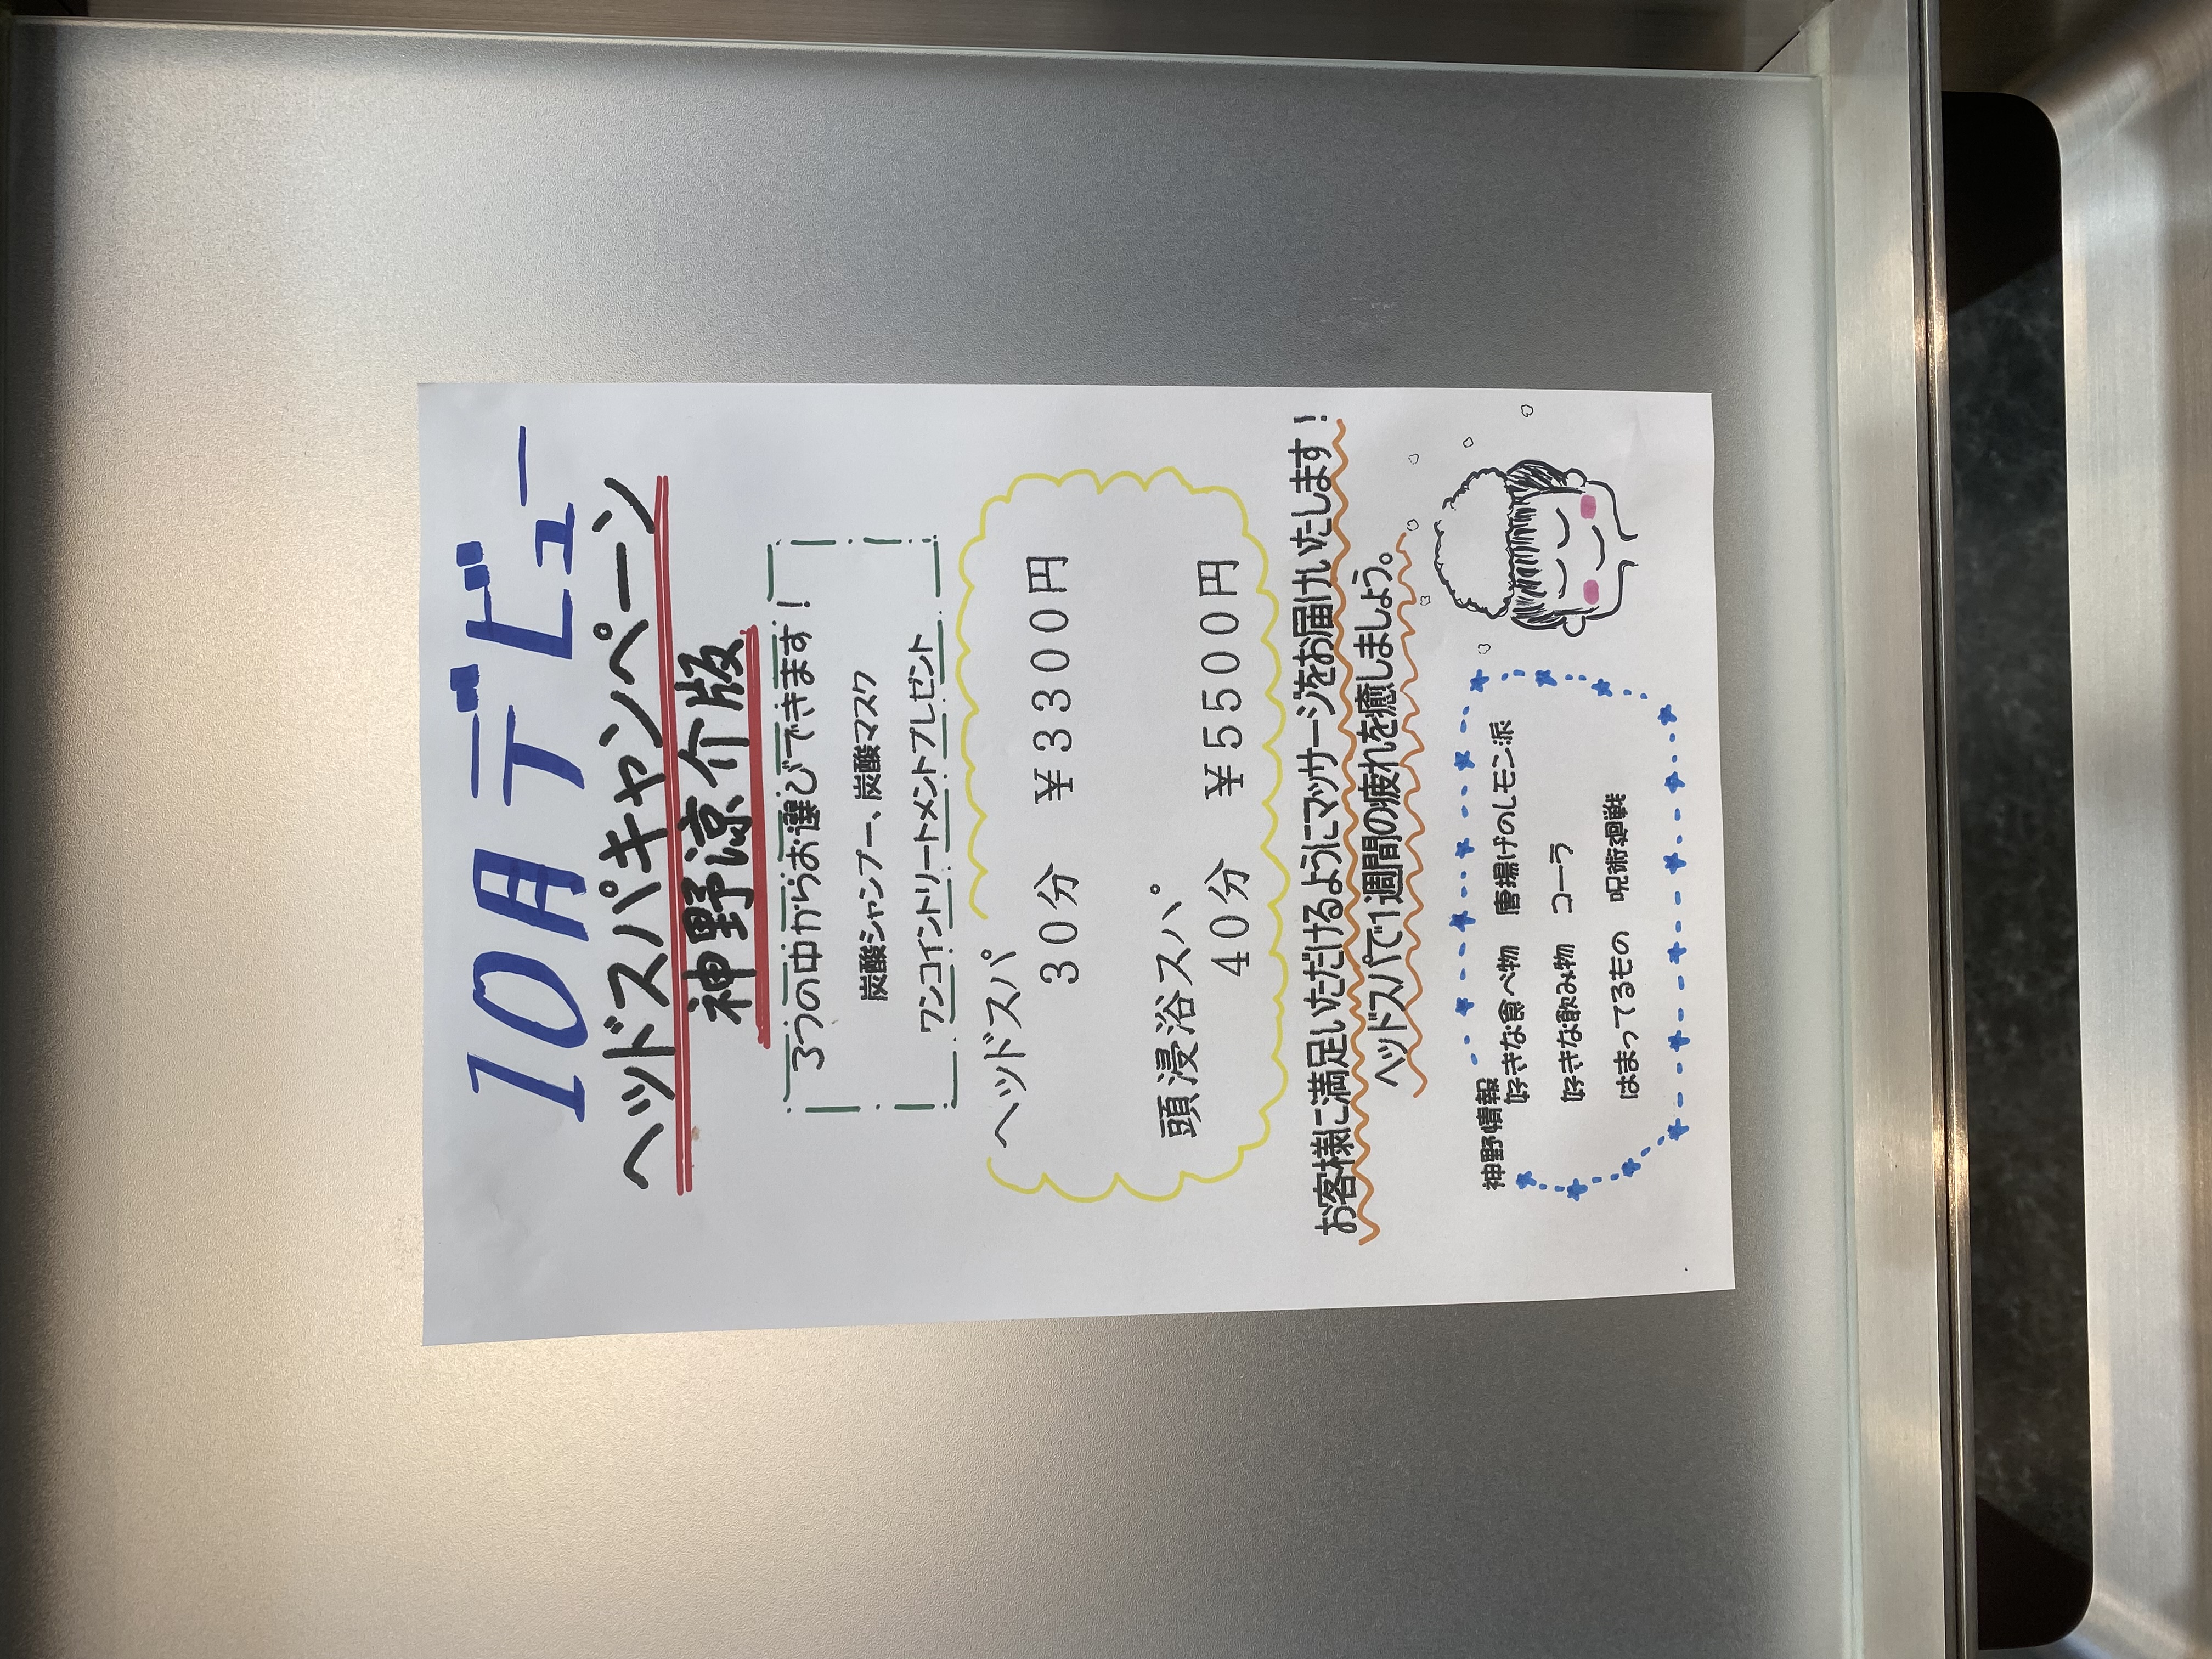 10月デビュー
ヘッドスパキャンペーン
神野涼介版
3つの中からお選びできます！
炭酸シャンプー、炭酸マスク
ワンコイントリートメントプレゼント
ヘッドスパ
30分 ￥3300円
頭浸浴スパ
40分 ￥5500円
お客様に満足いただけるようにマッサージをお届けいたします！
ヘッドスパで1週間の疲れを癒しましょう。
神野情報
好きな食べ物 唐揚げのレモン派
好きな飲み物 コーラ
はまってるもの 呪術廻戦